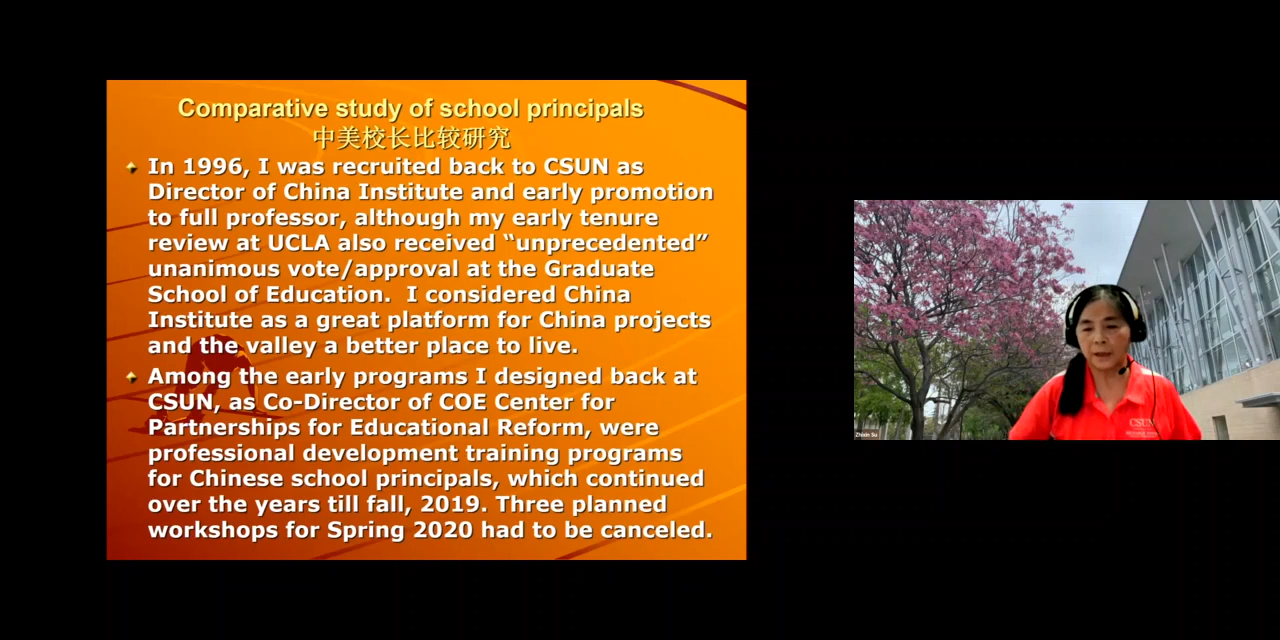 Comparative study of school principals
中美校长比较研究
In 1996, I was recruited back to CSUN as
Director of China Institute and early promotion
to full professor, although my early tenure
review at UCLA also received “unprecedented”
unanimous vote/approval at the Graduate
School of Education.  I considered China
Institute as a great platform for China projects
and the valley a better place to live.
Among the early programs I designed back at
CSUN, as Co-Director of COE Center for
Partnerships for Educational Reform, were
professional development training programs
for Chinese school principals, which continued
over the years till fall, 2019. Three planned
workshops for Spring 2020 had to be canceled.
CSUN
Zhixin Su